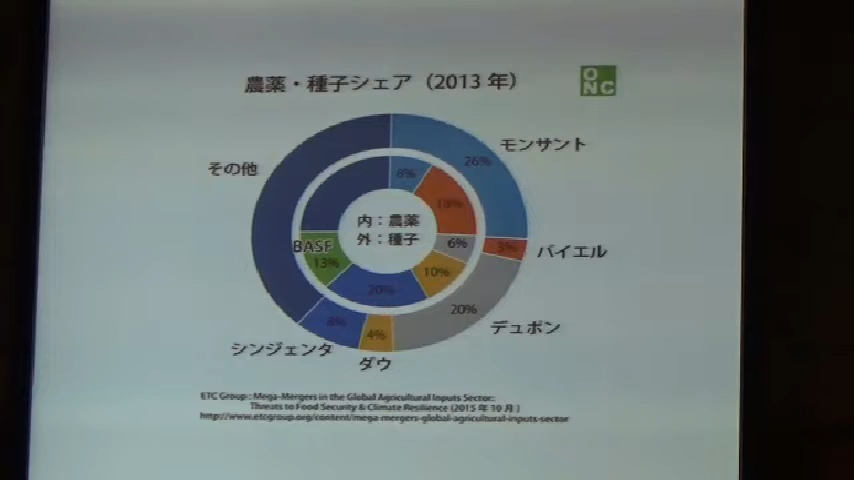 農薬・種子シェア（2013 年）
O
NC
モンサント
26%
その他
8%
18%
内：農薬
外：種子
6%
3%
バイエル
BASF
13%
10%
20%
20%
デュポン
8%
4%
シンジェンタ
ダウ
ETC Group : Mega-Mergers in the Global Agricultural Inputs Sector:
Threats to Food Security & Climate Resilience (2015 年 10 月 )
http://www.etcgroup.org/content/mega-mergers-global-agricultural-inputs-sector